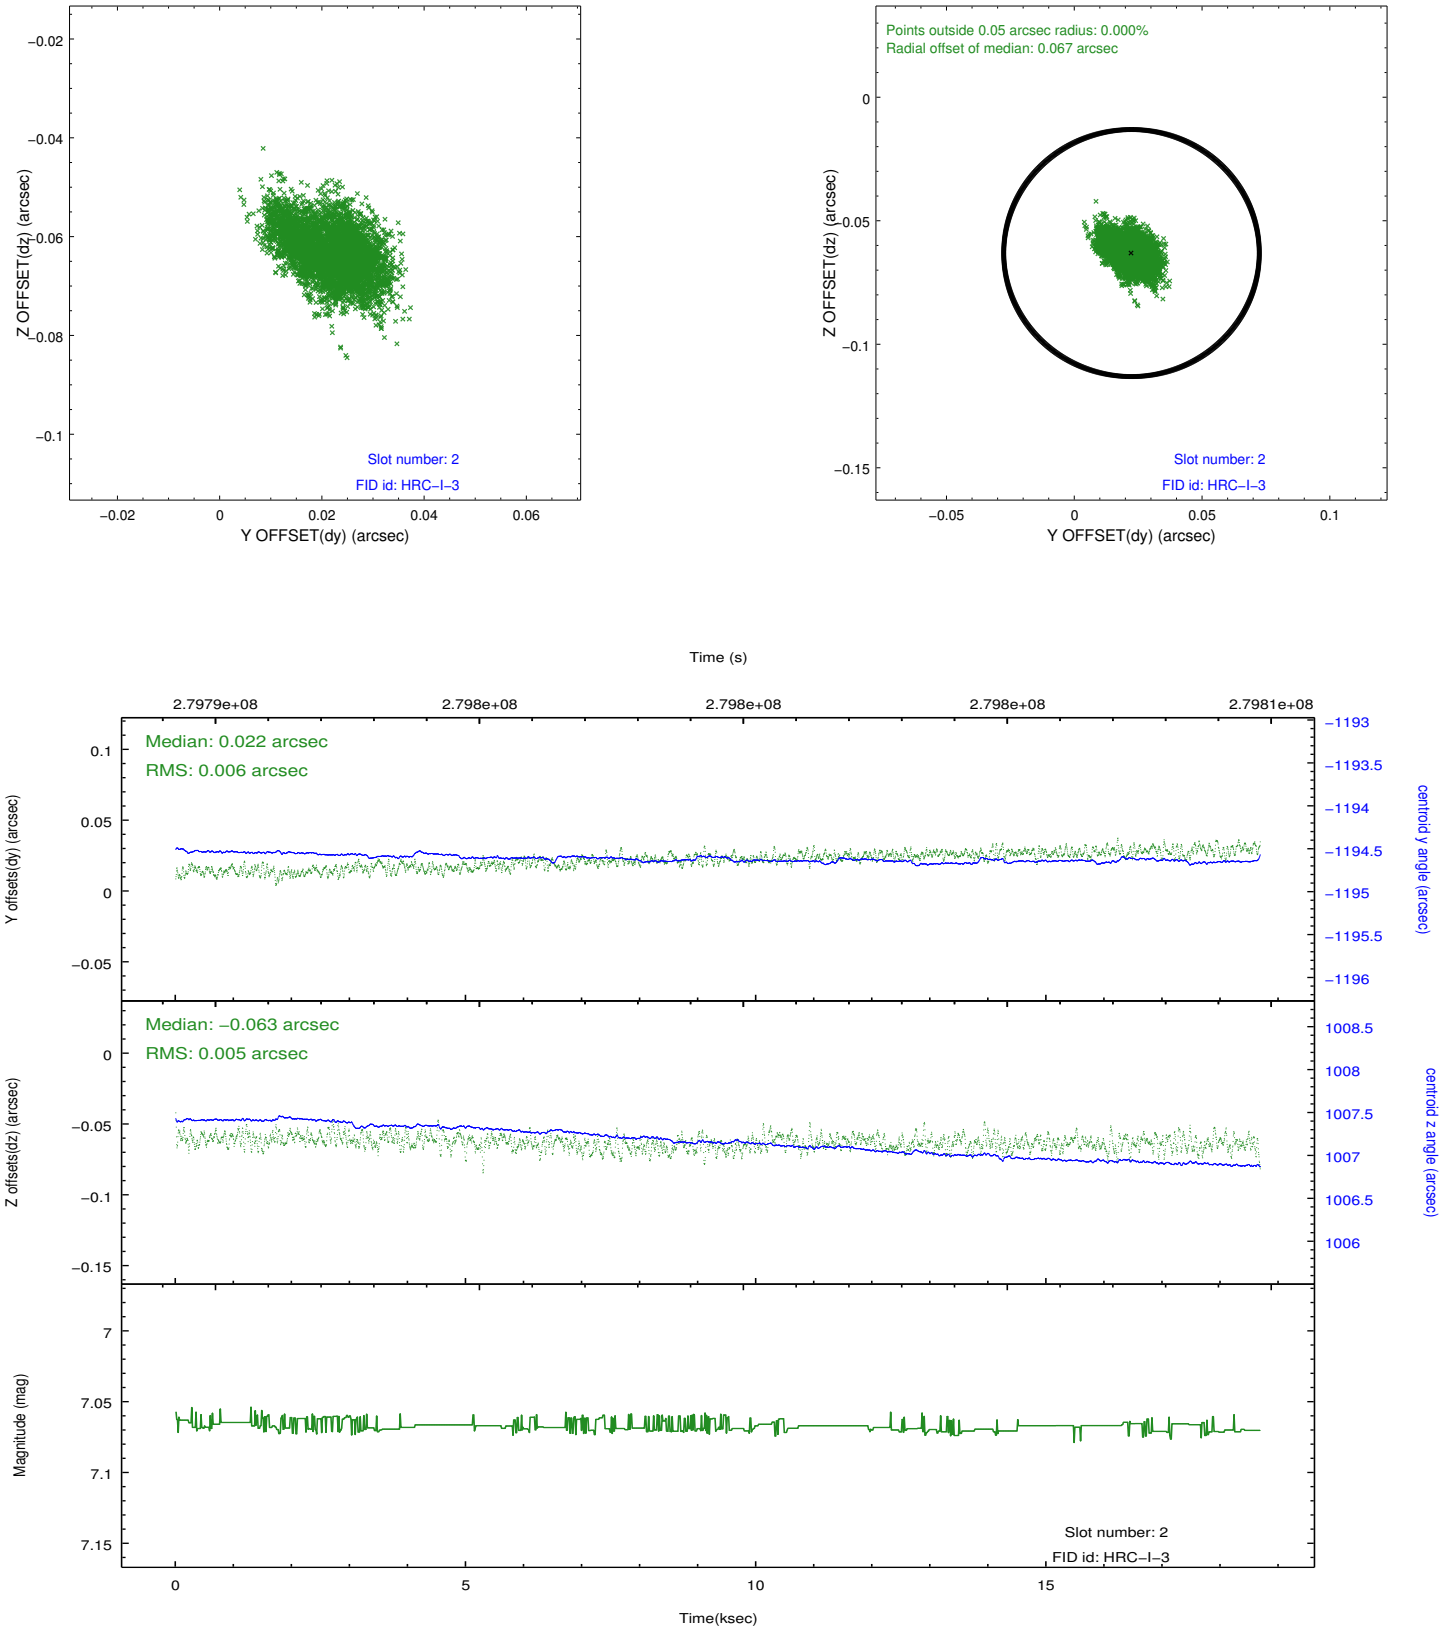 −0.02
−0.04
−0.06
−0.08
−0.1
Z OFFSET(dz) (arcsec)
Slot number: 2
FID id: HRC−I−3
−0.02 0 0.02 0.04 0.06
Y OFFSET(dy) (arcsec)
Points outside 0.05 arcsec radius: 0.000%
Radial offset of median: 0.067 arcsec
0
−0.05
−0.1
−0.15
Z OFFSET(dz) (arcsec)
Slot number: 2
FID id: HRC−I−3
−0.05 0 0.05 0.1
Y OFFSET(dy) (arcsec)
Time (s)
2.7979e+08 2.798e+08 2.798e+08 2.798e+08 2.7981e+08
Median: 0.022 arcsec
RMS: 0.006 arcsec
0.1
0.05
0
−0.05
Y offsets(dy) (arcsec)
−1193
−1193.5
−1194
−1194.5
−1195
−1195.5
−1196
centroid y angle (arcsec)
Median: −0.063 arcsec
RMS: 0.005 arcsec
0
−0.05
−0.1
−0.15
Z offsets(dz) (arcsec)
1008.5
1008
1007.5
1007
1006.5
1006
centroid z angle (arcsec)
7
7.05
7.1
7.15
Magnitude (mag)
Slot number: 2
FID id: HRC−I−3
0 5 10 15
Time(ksec)